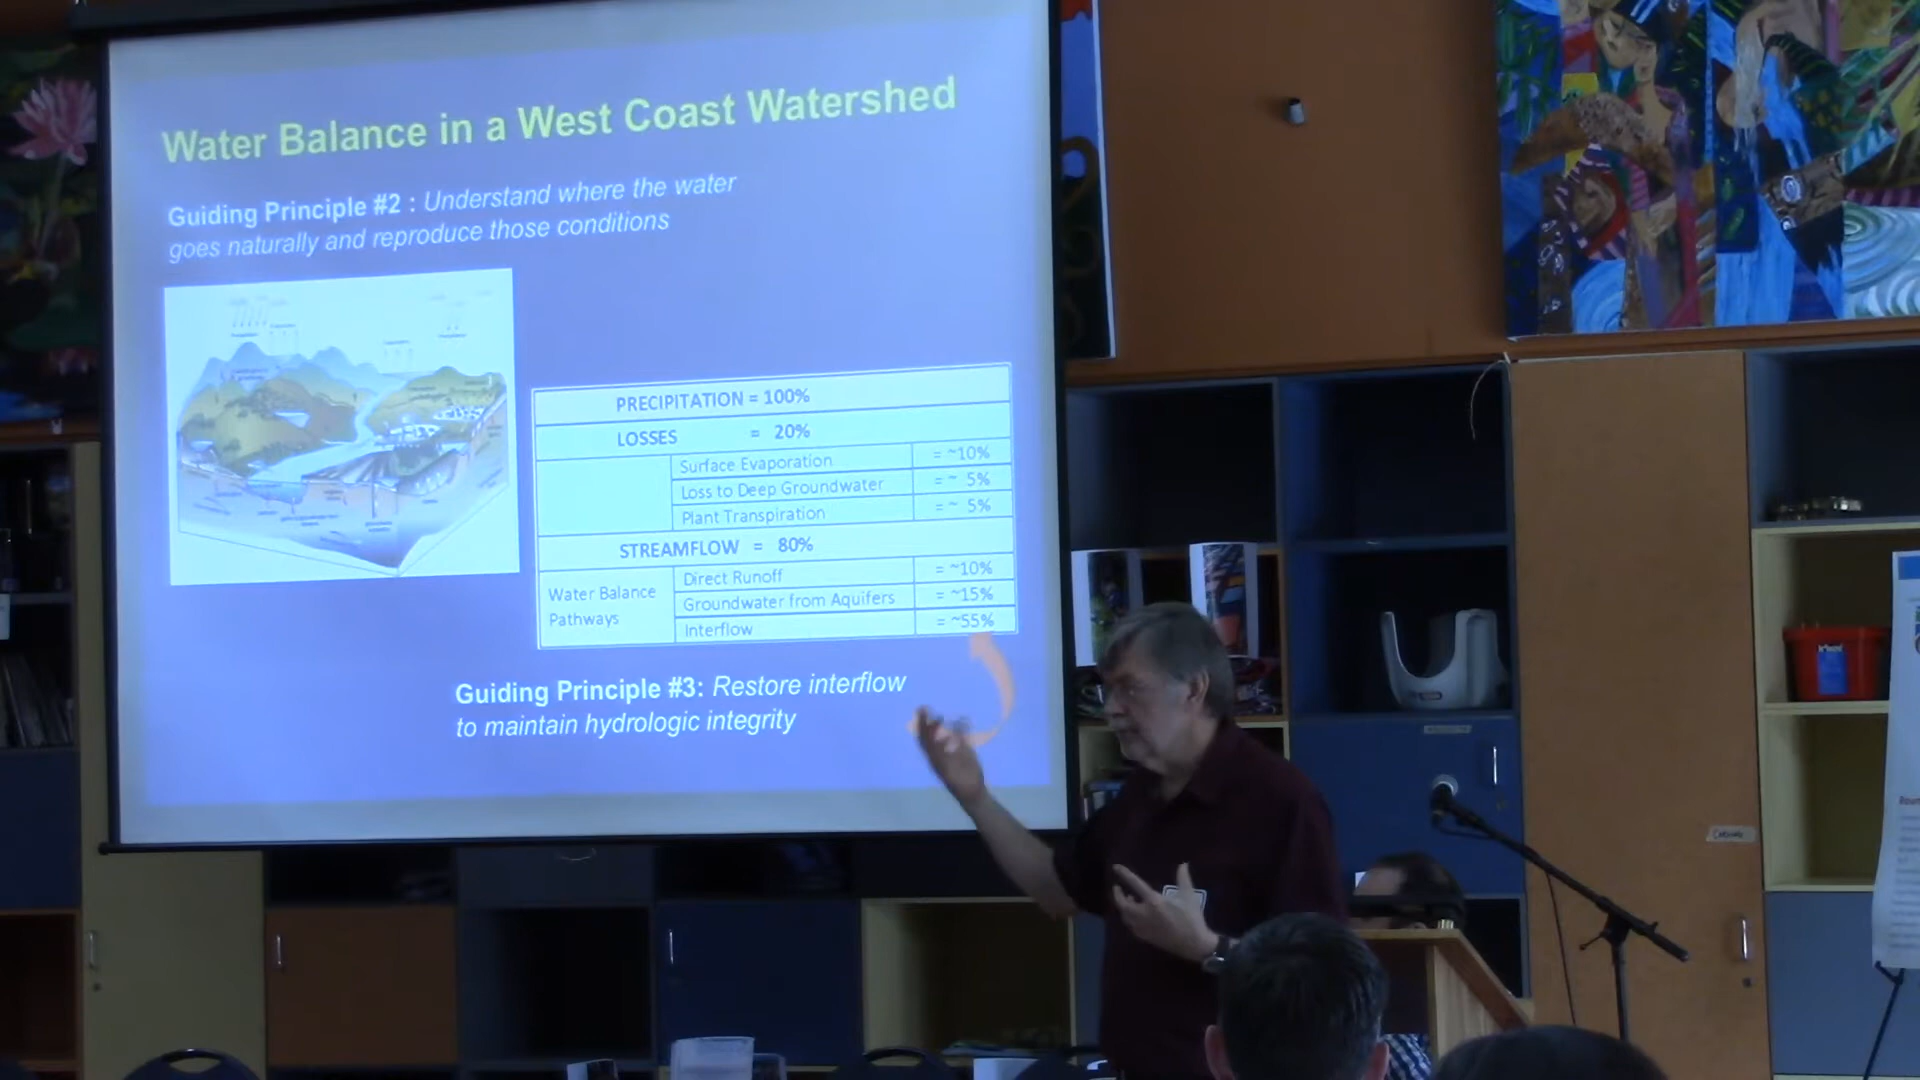 Water Balance in a West Coast Watershed
Guiding Principle #2 : Understand where the water
goes naturally and reproduce those conditions
PRECIPITATION = 100%
LOSSES = 20%
Surface Evaporation = ~10%
Loss to Deep Groundwater = ~ 5%
Plant Transpiration = ~ 5%
STREAMFLOW = 80%
Water Balance
Pathways
Direct Runoff = ~10%
Groundwater from Aquifers = ~15%
Interflow = ~55%
Guiding Principle #3: Restore interflow
to maintain hydrologic integrity